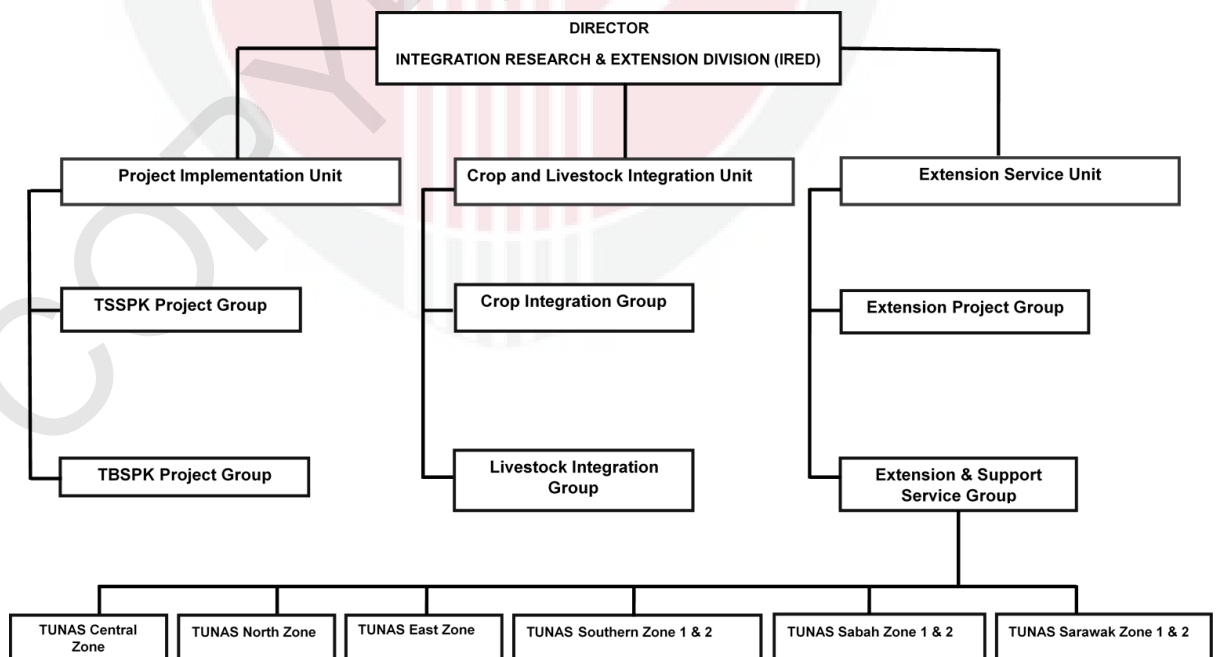 DIRECTOR
INTEGRATION RESEARCH & EXTENSION DIVISION (IRED)
Project Implementation Unit
Crop and Livestock Integration Unit
Extension Service Unit
TSSPK Project Group
Crop Integration Group
Extension Project Group
TBSPK Project Group
Livestock Integration
Group
Extension & Support
Service Group
TUNAS Central
Zone
TUNAS North Zone
TUNAS East Zone
TUNAS Southern Zone 1 & 2
TUNAS Sabah Zone 1 & 2
TUNAS Sarawak Zone 1 & 2
COPY